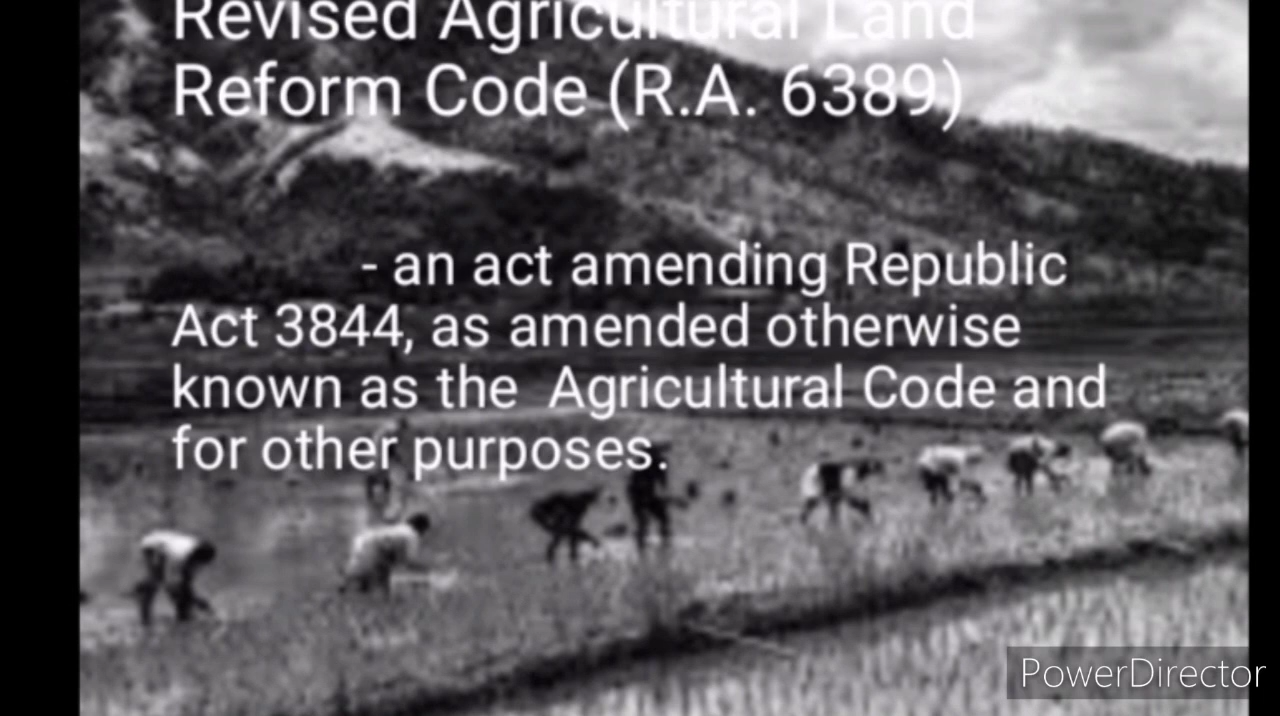 Revised Agricultural Land
Reform Code (R.A. 6389)
- an act amending Republic
Act 3844, as amended otherwise
known as the Agricultural Code and
for other purposes.
PowerDirector